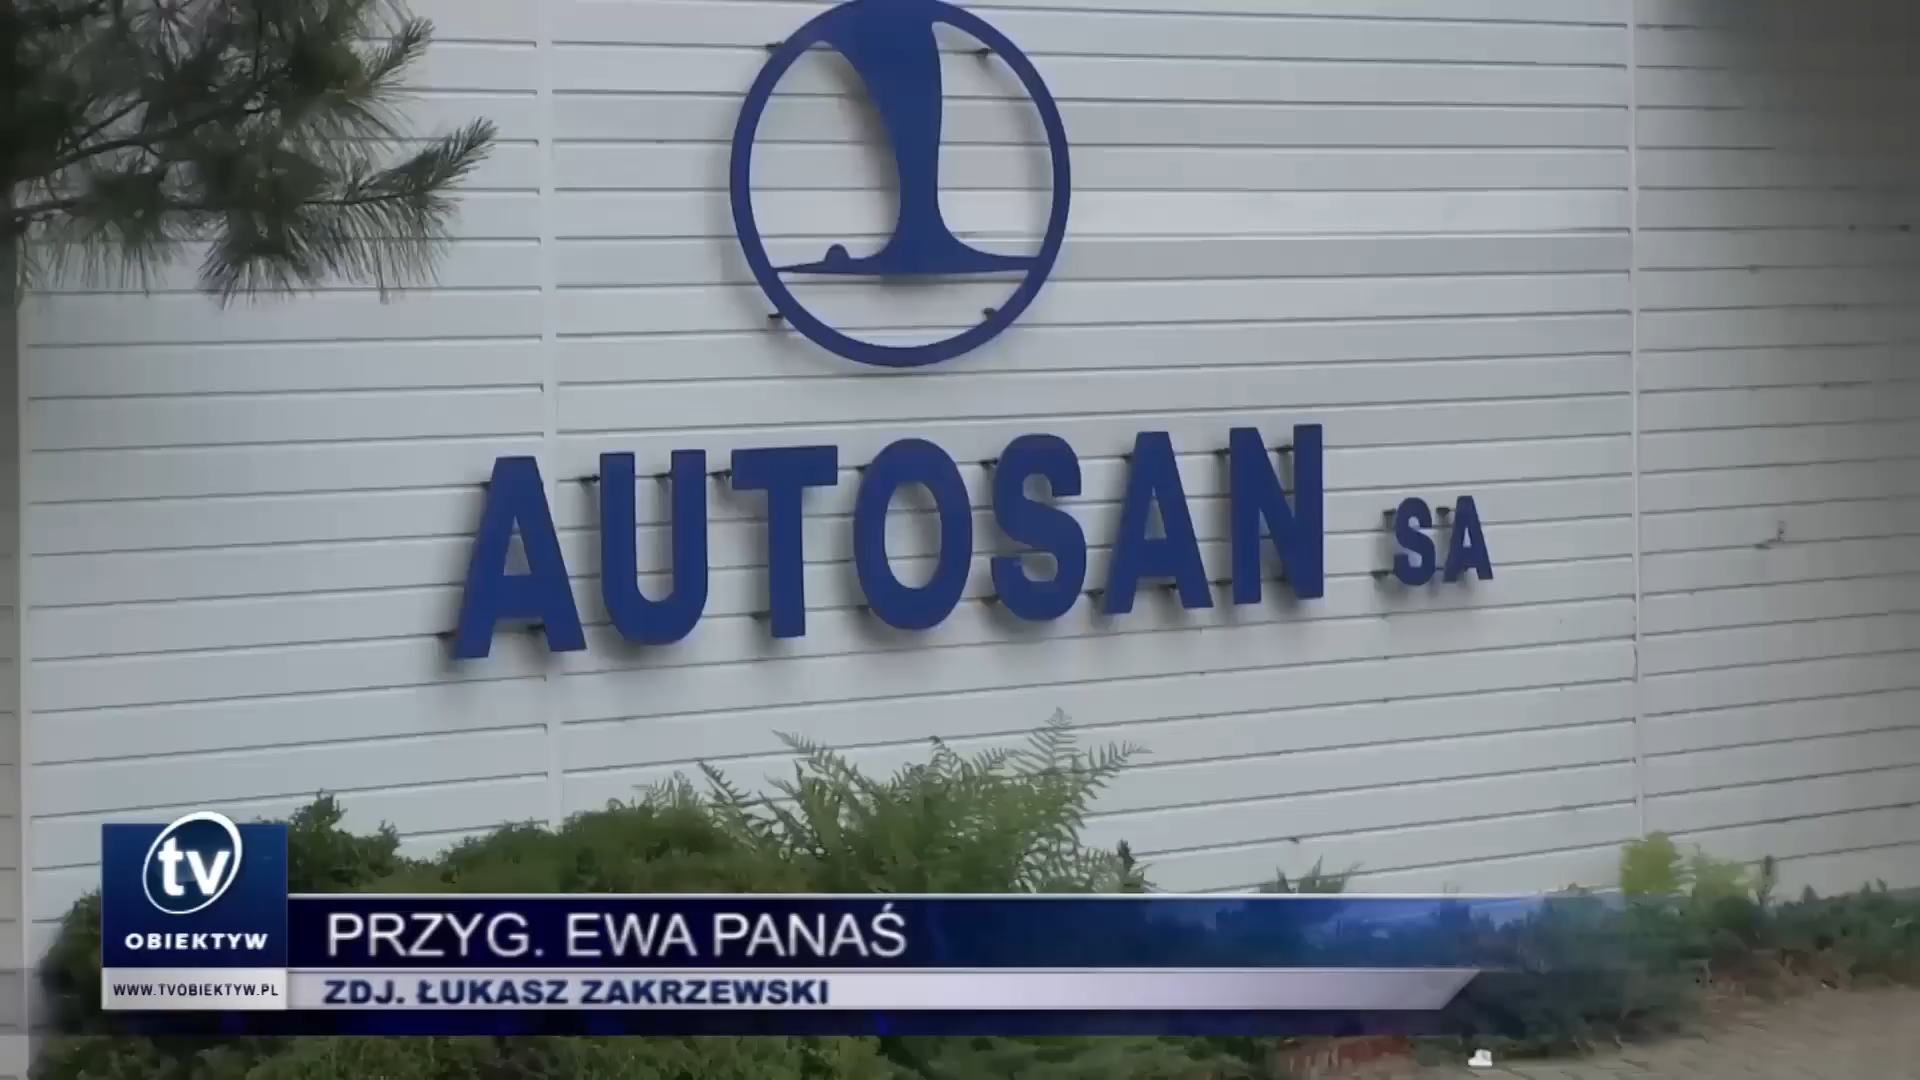 AUTOSAN SA
tv
OBIEKTYW
WWW.TVOBIEKTYW.PL
PRZYG. EWA PANAŚ
ZDJ. ŁUKASZ ZAKRZEWSKI